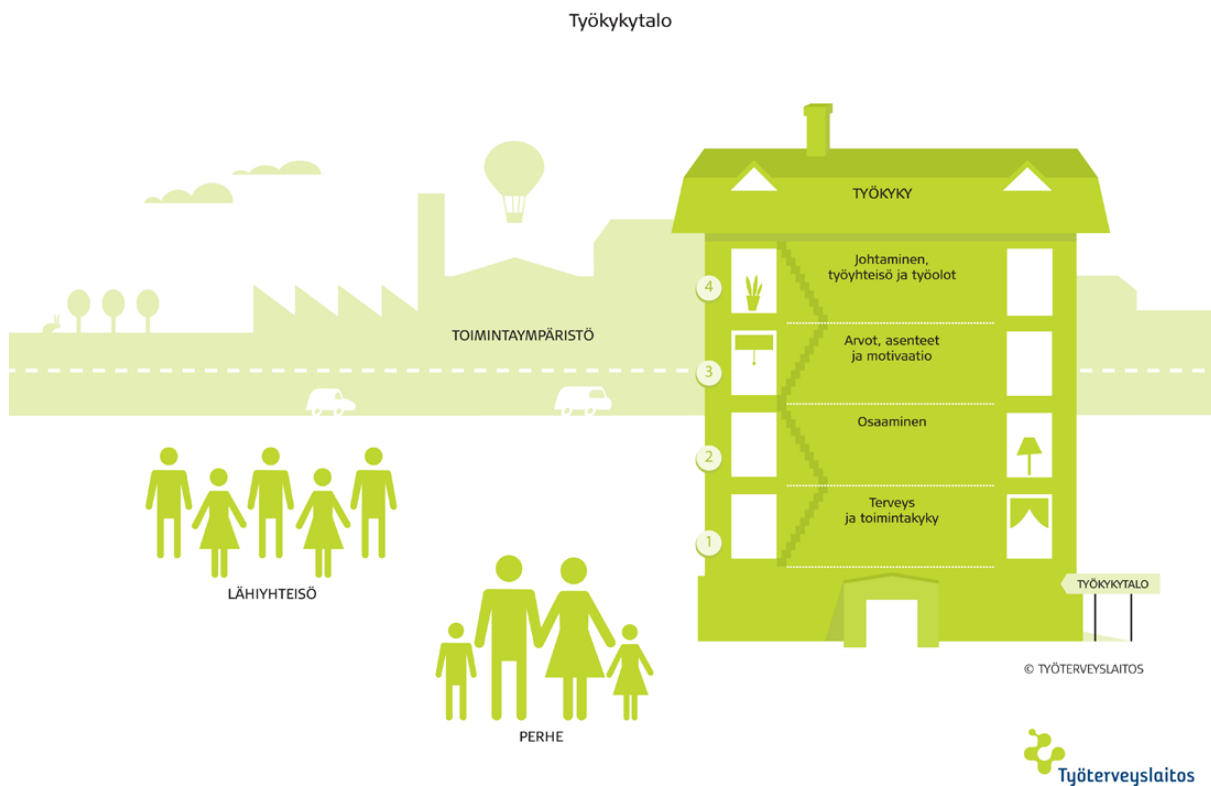 Työkykytalo
TYÖKYKY
4
Johtaminen,
työyhteisö ja työolot
TOIMINTAYMPÄRISTÖ
3
Arvot, asenteet
ja motivaatio
2
Osaaminen
1
Terveys
ja toimintakyky
LÄHIYHTEISÖ
TYÖKYKYTALO
PERHE
© TYÖTERVEYSLAITOS
Työterveyslaitos